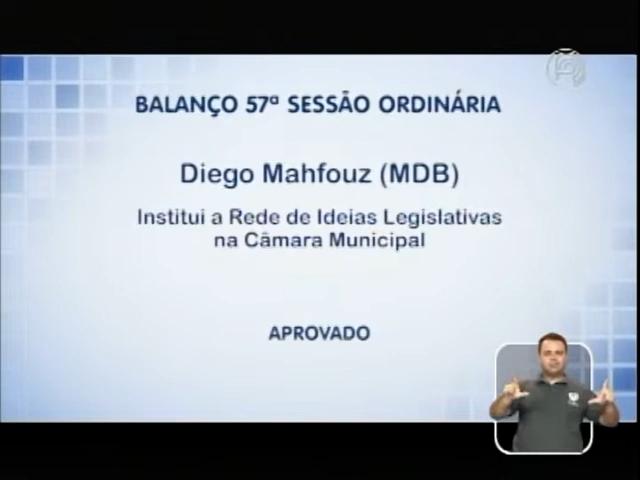 BALANÇO 57ª SESSÃO ORDINÁRIA
Diego Mahfouz (MDB)
Institui a Rede de Ideias Legislativas
na Câmara Municipal
APROVADO